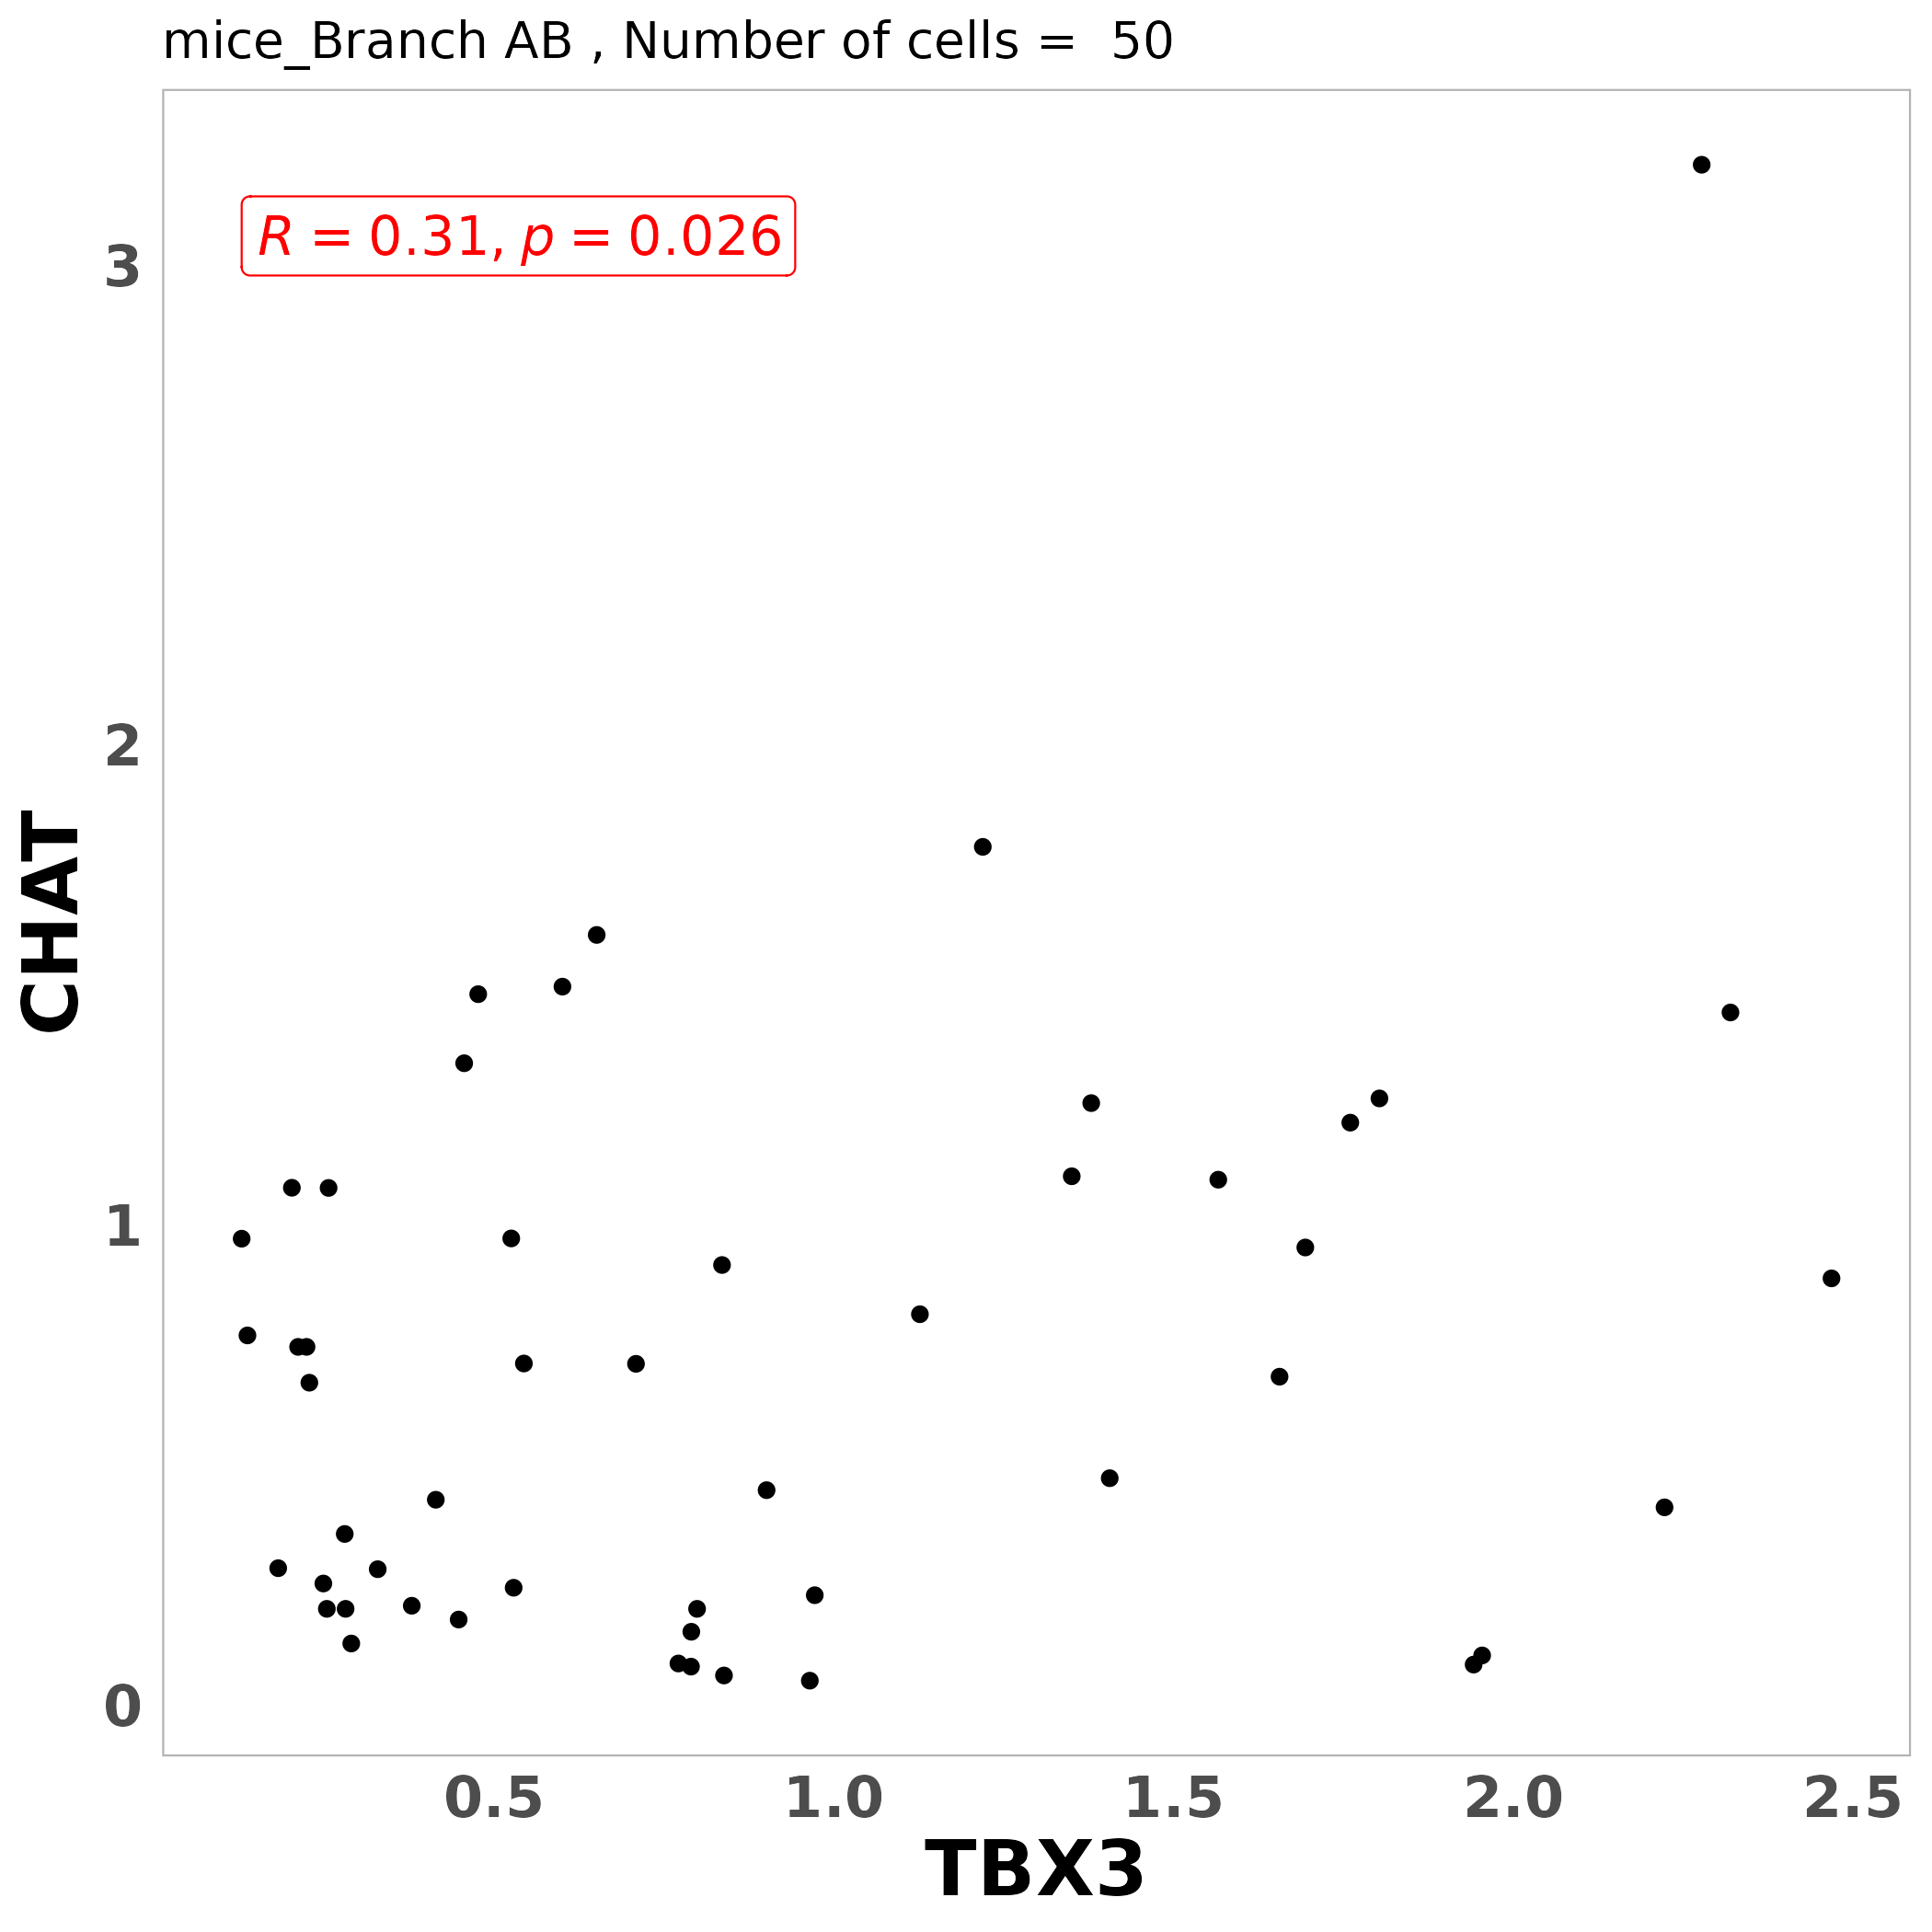 mice_Branch AB , Number of cells =  50
R = 0.31, p = 0.026
3
2
1
0
CHAT
0.5 1.0 1.5 2.0 2.5
TBX3